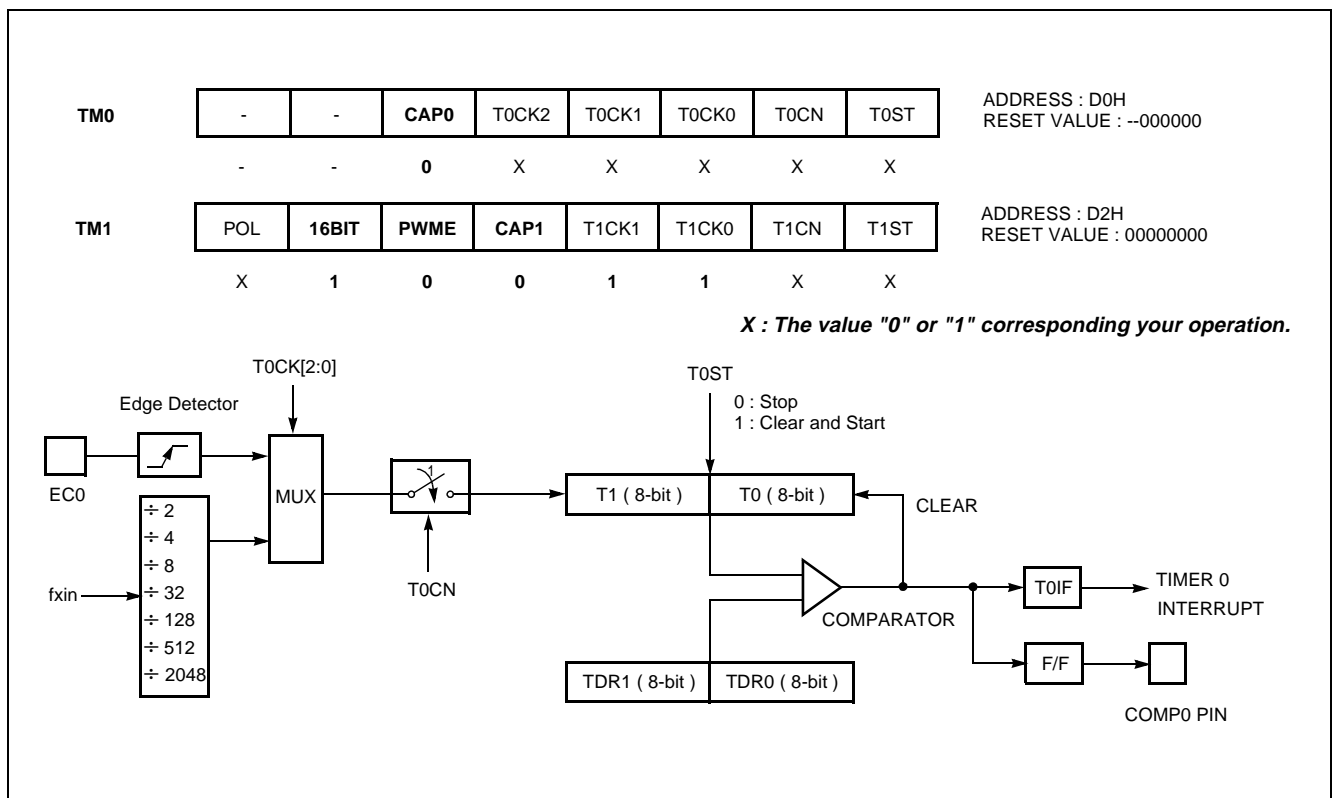 TM0 - - CAP0 T0CK2 T0CK1 T0CK0 T0CN T0ST ADDRESS : D0H
RESET VALUE : --000000
- - 0 X X X X X
TM1 POL 16BIT PWME CAP1 T1CK1 T1CK0 T1CN T1ST ADDRESS : D2H
RESET VALUE : 00000000
X 1 0 0 1 1 X X
X : The value "0" or "1" corresponding your operation.
T0CK[2:0]
T0ST
0 : Stop
1 : Clear and Start
Edge Detector
EC0
MUX
1
T0CN
T1 ( 8-bit ) T0 ( 8-bit )
CLEAR
fxin
÷ 2
÷ 4
÷ 8
÷ 32
÷ 128
÷ 512
÷ 2048
COMPARATOR
T0IF
TIMER 0
INTERRUPT
F/F
TDR1 ( 8-bit ) TDR0 ( 8-bit )
COMP0 PIN